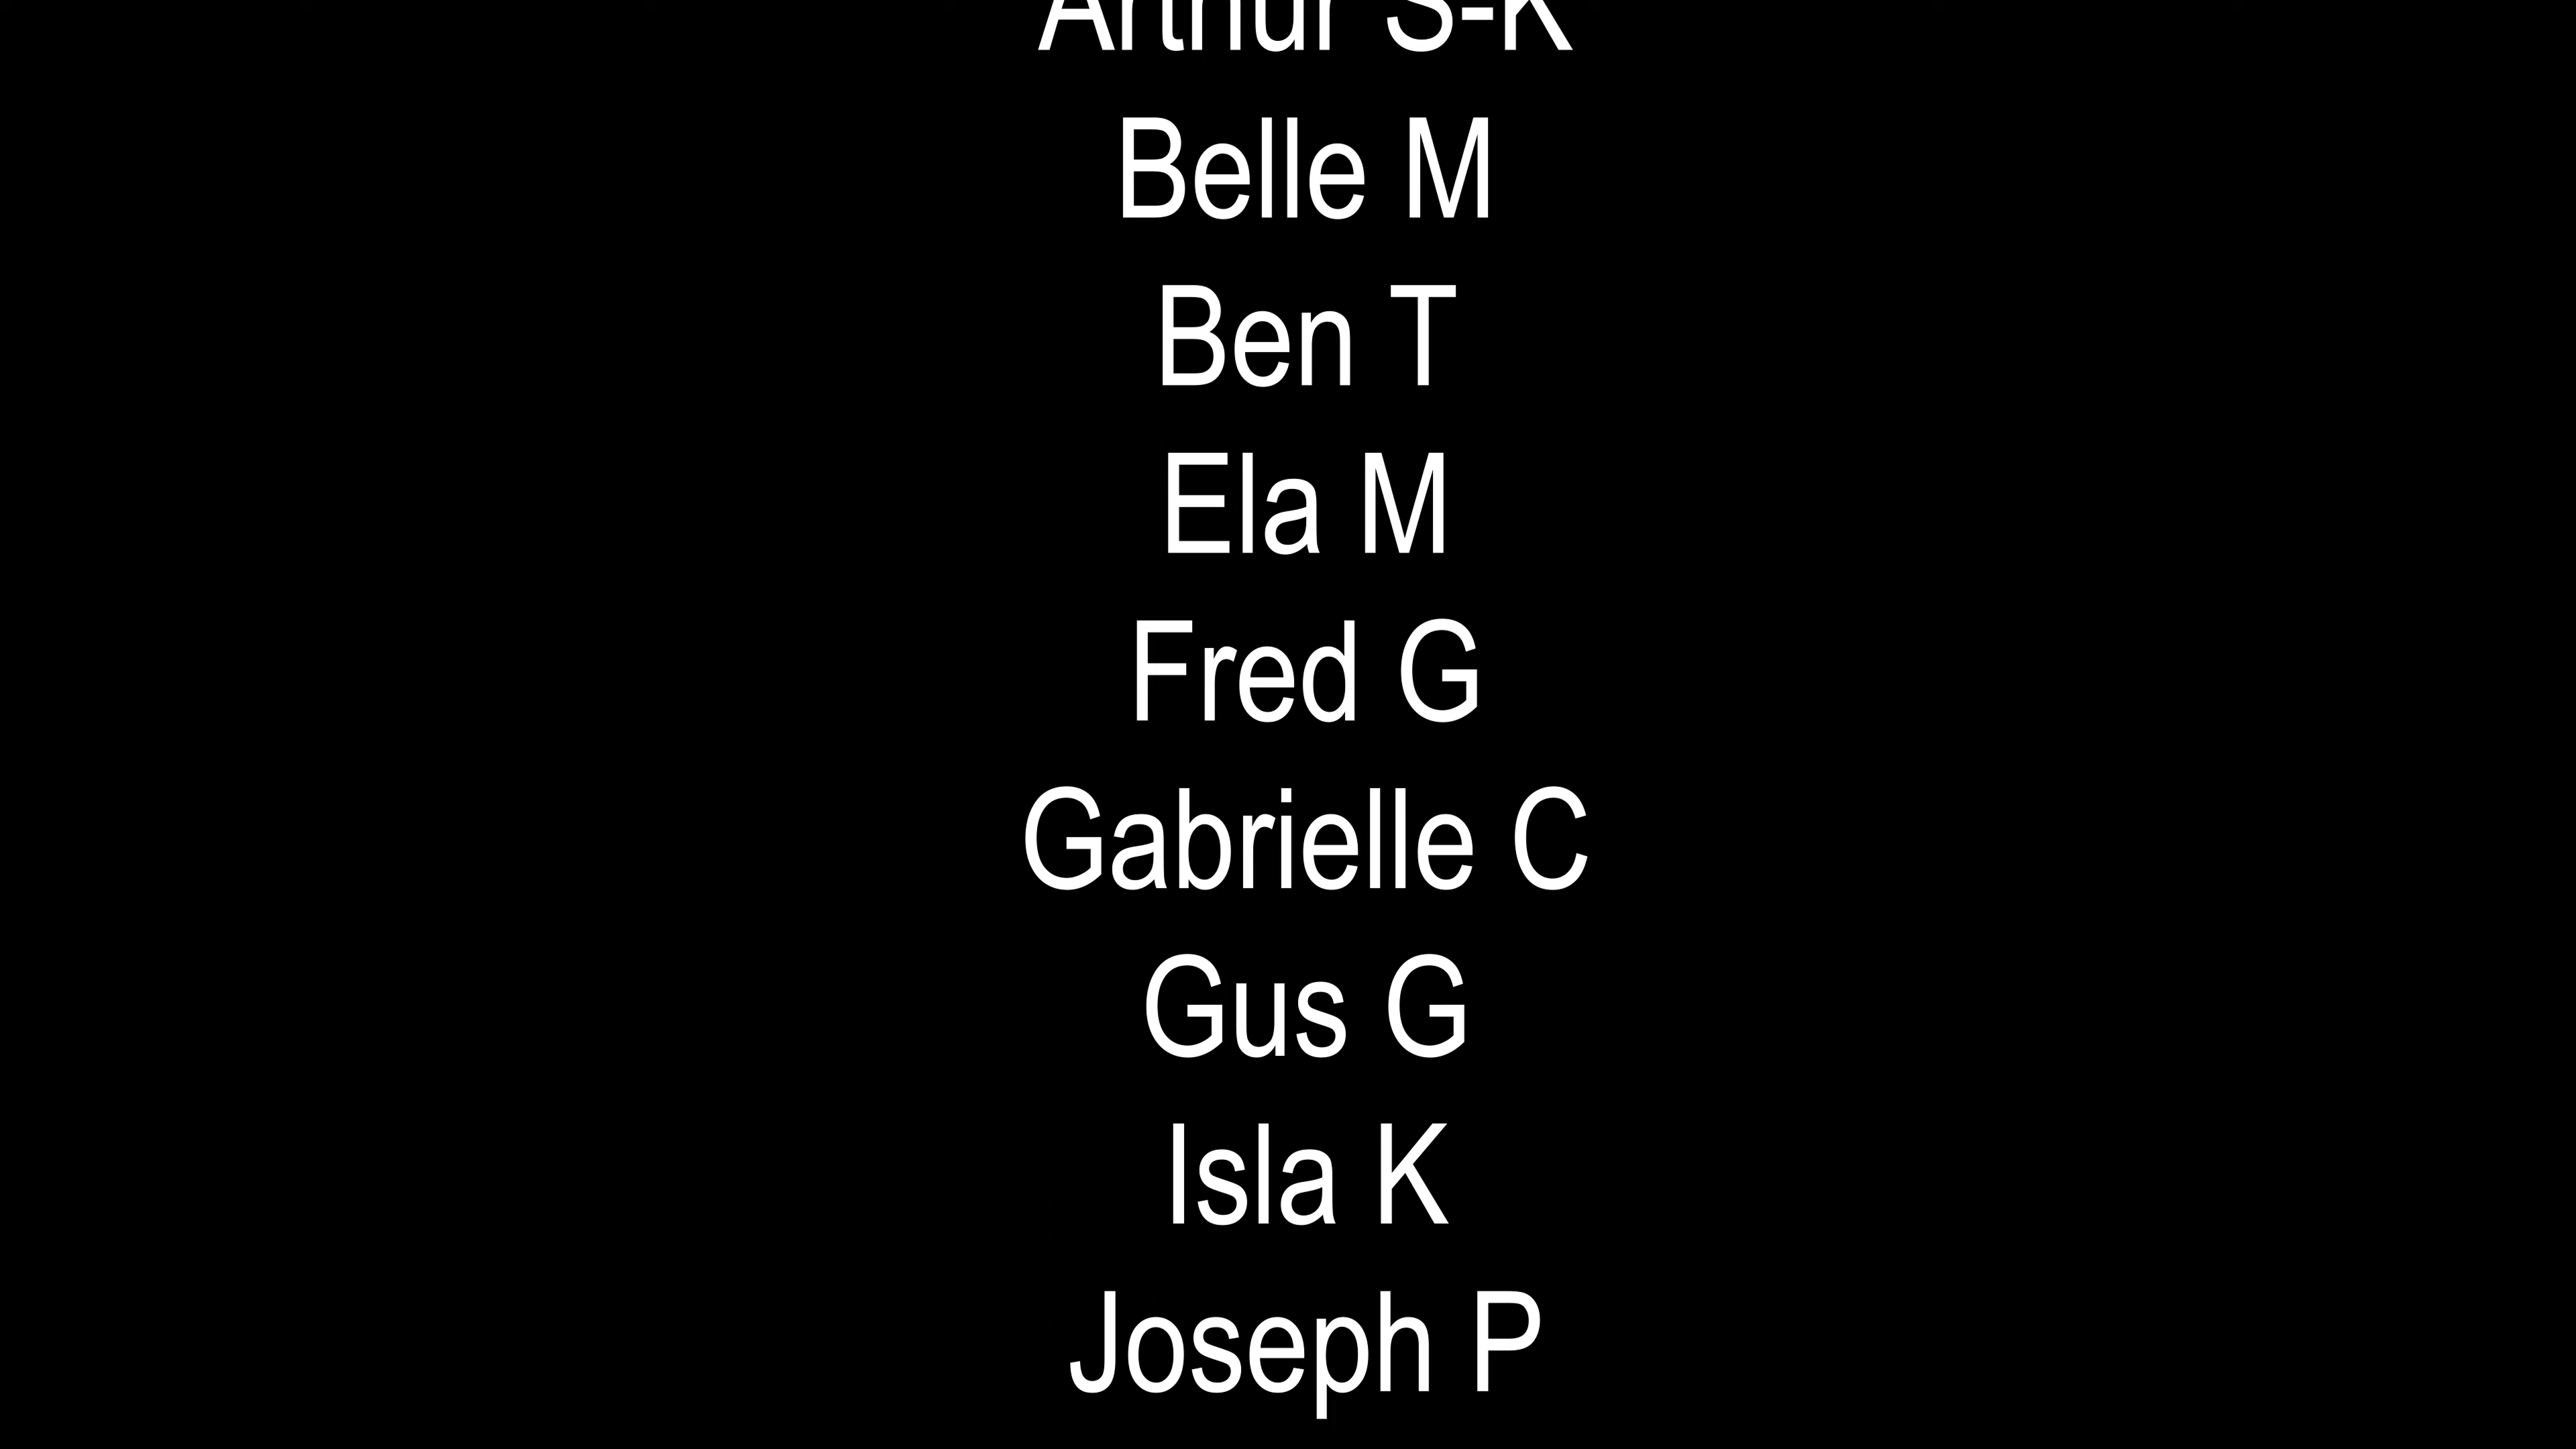 Arthur S-K
Belle M
Ben T
Ela M
Fred G
Gabrielle C
Gus G
Isla K
Joseph P